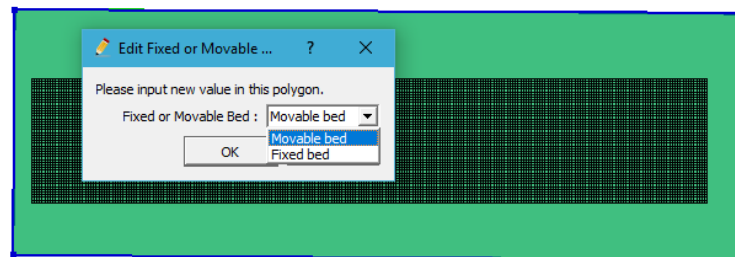 Edit Fixed or Movable ...
Please input new value in this polygon.
Fixed or Movable Bed : Movable bed
Movable bed
Fixed bed
OK